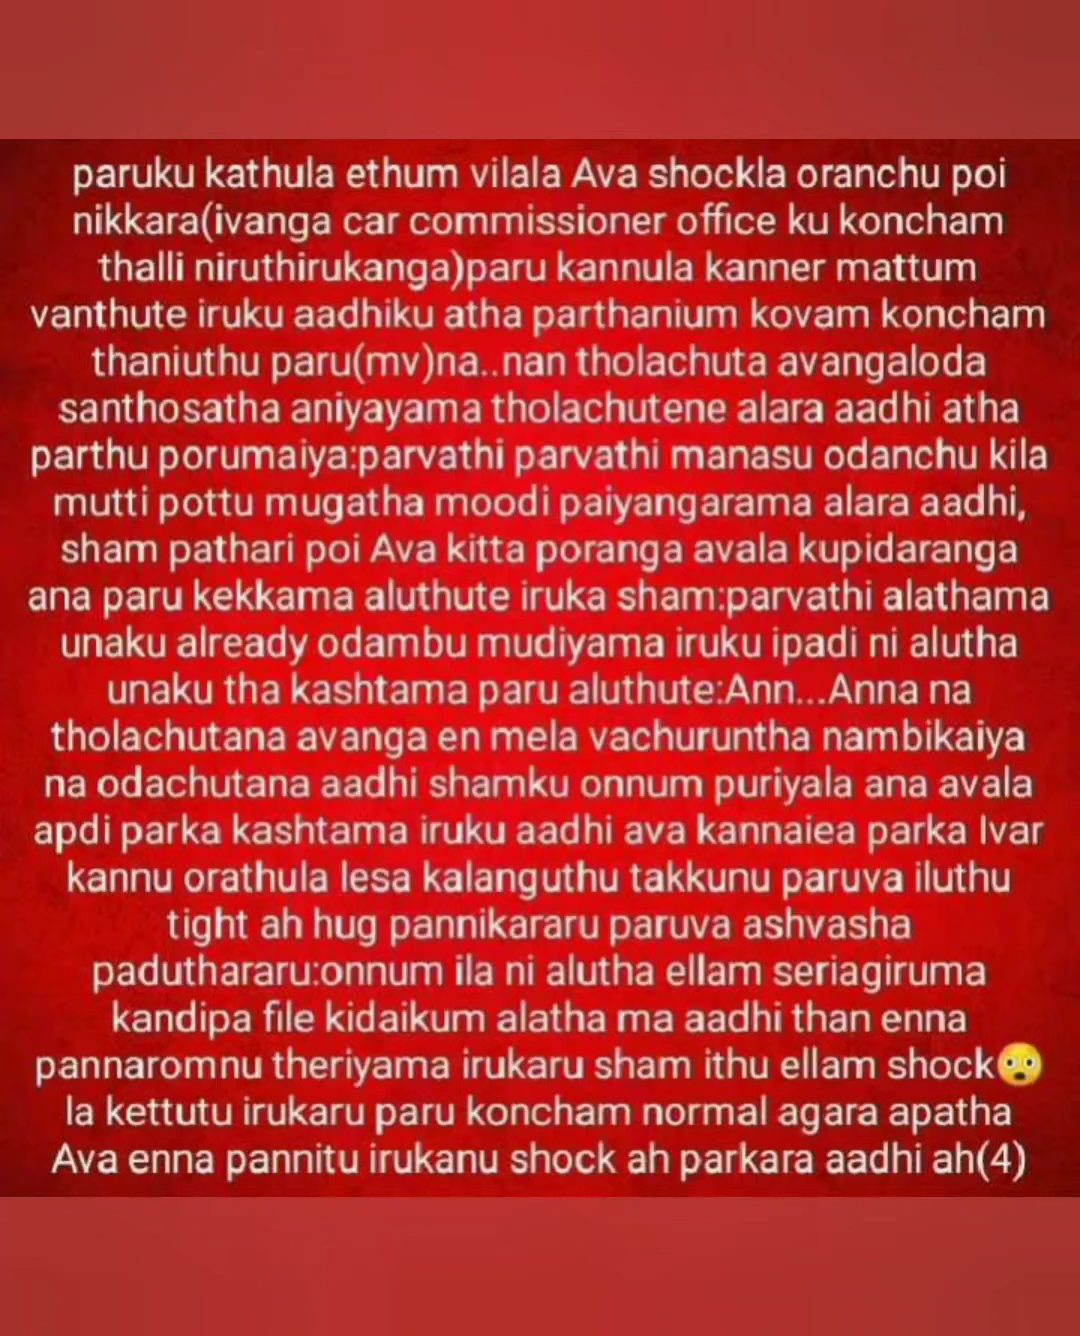 paruku kathula ethum vilala Ava shockla oranchu poi
nikkara(ivanga car commissioner office ku koncham
thalli niruthirukanga)paru kannula kanner mattum
vanthute iruku aadhiku atha parthanium kovam koncham
thaniuthu paru(mv)na..nan tholachuta avangaloda
santhosatha aniyayama tholachutene alara aadhi atha
parthu porumaiya:parvathi parvathi manasu odanchu kila
mutti pottu mugatha moodi paiyangarama alara aadhi,
sham pathari poi Ava kitta poranga avala kupidaranga
ana paru kekkama aluthute iruka sham:parvathi alathama
unaku already odambu mudiyama iruku ipadi ni alutha
unaku tha kashtama paru aluthute:Ann...Anna na
tholachutana avanga en mela vachuruntha nambikaiya
na odachutana aadhi shamku onnum puriyala ana avala
apdi parka kashtama iruku aadhi ava kannaiea parka Ivar
kannu orathula lesa kalanguthu takkunu paruva iluthu
tight ah hug pannikararu paruva ashvasha
paduthararu:onnum ila ni alutha ellam seriagiruma
kandipa file kidaikum alatha ma aadhi than enna
pannaromnu theriyama irukaru sham ithu ellam shock😳
la kettutu irukaru paru koncham normal agara apatha
Ava enna pannitu irukanu shock ah parkara aadhi ah(4)